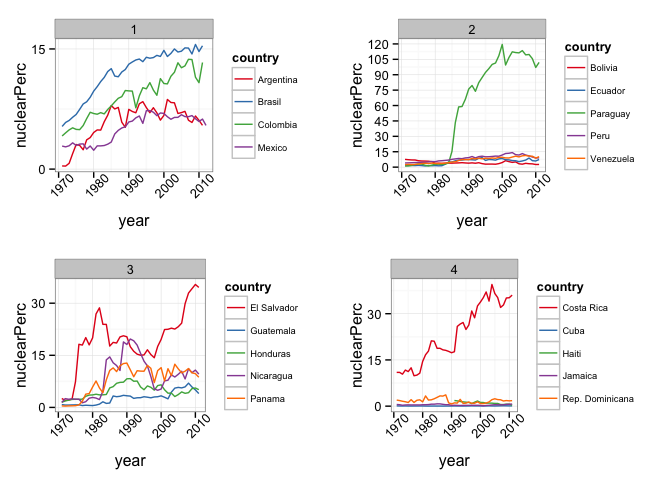 1
nuclearPerc
15
0
1970
1980
1990
2000
2010
year
country
Argentina
Brasil
Colombia
Mexico
2
nuclearPerc
120
105
90
75
60
45
30
15
0
1970
1980
1990
2000
2010
year
country
Bolivia
Ecuador
Paraguay
Peru
Venezuela
3
nuclearPerc
30
15
0
1970
1980
1990
2000
2010
year
country
El Salvador
Guatemala
Honduras
Nicaragua
Panama
4
nuclearPerc
30
15
0
1970
1980
1990
2000
2010
year
country
Costa Rica
Cuba
Haiti
Jamaica
Rep. Dominicana